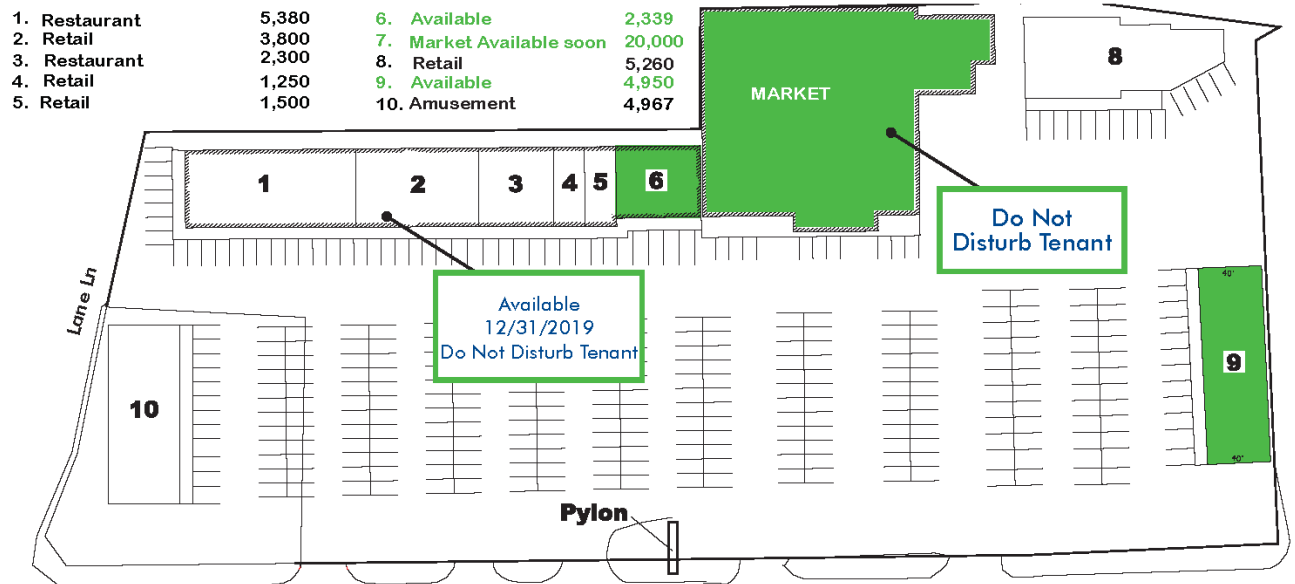 1. Restaurant 5,380
2. Retail 3,800
3. Restaurant 2,300
4. Retail 1,250
5. Retail 1,500
6. Available 2,339
7. Market Available soon 20,000
8. Retail 5,260
9. Available 4,950
10. Amusement 4,967
MARKET
8
1
2
3
4
5
6
Do Not
Disturb Tenant
Available
12/31/2019
Do Not Disturb Tenant
Lane Ln
40'
9
40'
10
Pylon